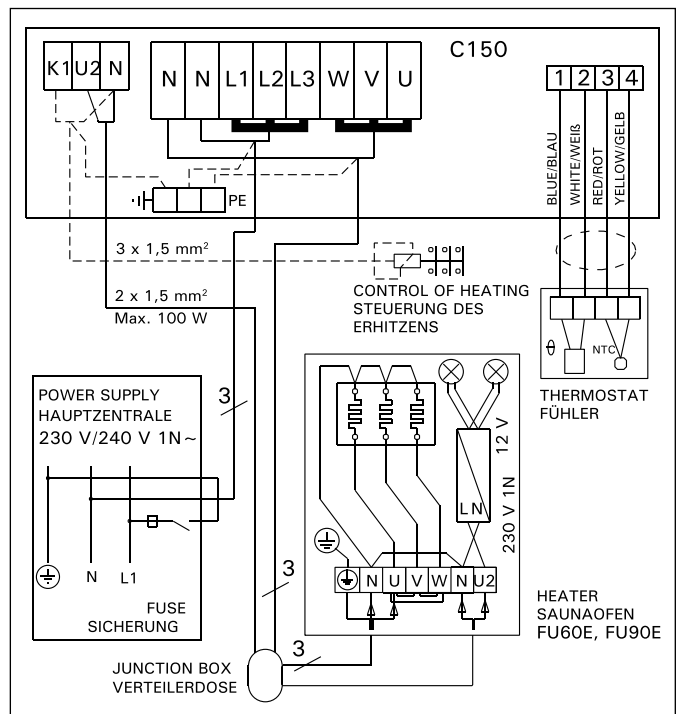 C150
K1 U2 N
N N L1 L2 L3 W V U
1 2 3 4
BLUE/BLAU
WHITE/WEIß
RED/ROT
YELLOW/GELB
PE
3 x 1,5 mm²
2 x 1,5 mm²
Max. 100 W
CONTROL OF HEATING
STEUERUNG DES
ERHITZENS
θ
NTC
THERMOSTAT
FÜHLER
POWER SUPPLY
HAUPTZENTRALE
230 V/240 V 1N~
3
N L1
FUSE
SICHERUNG
12 V
L N
230 V 1N
3
N U V W N U2
HEATER
SAUNAOFEN
FU60E, FU90E
3
JUNCTION BOX
VERTEILERDOSE